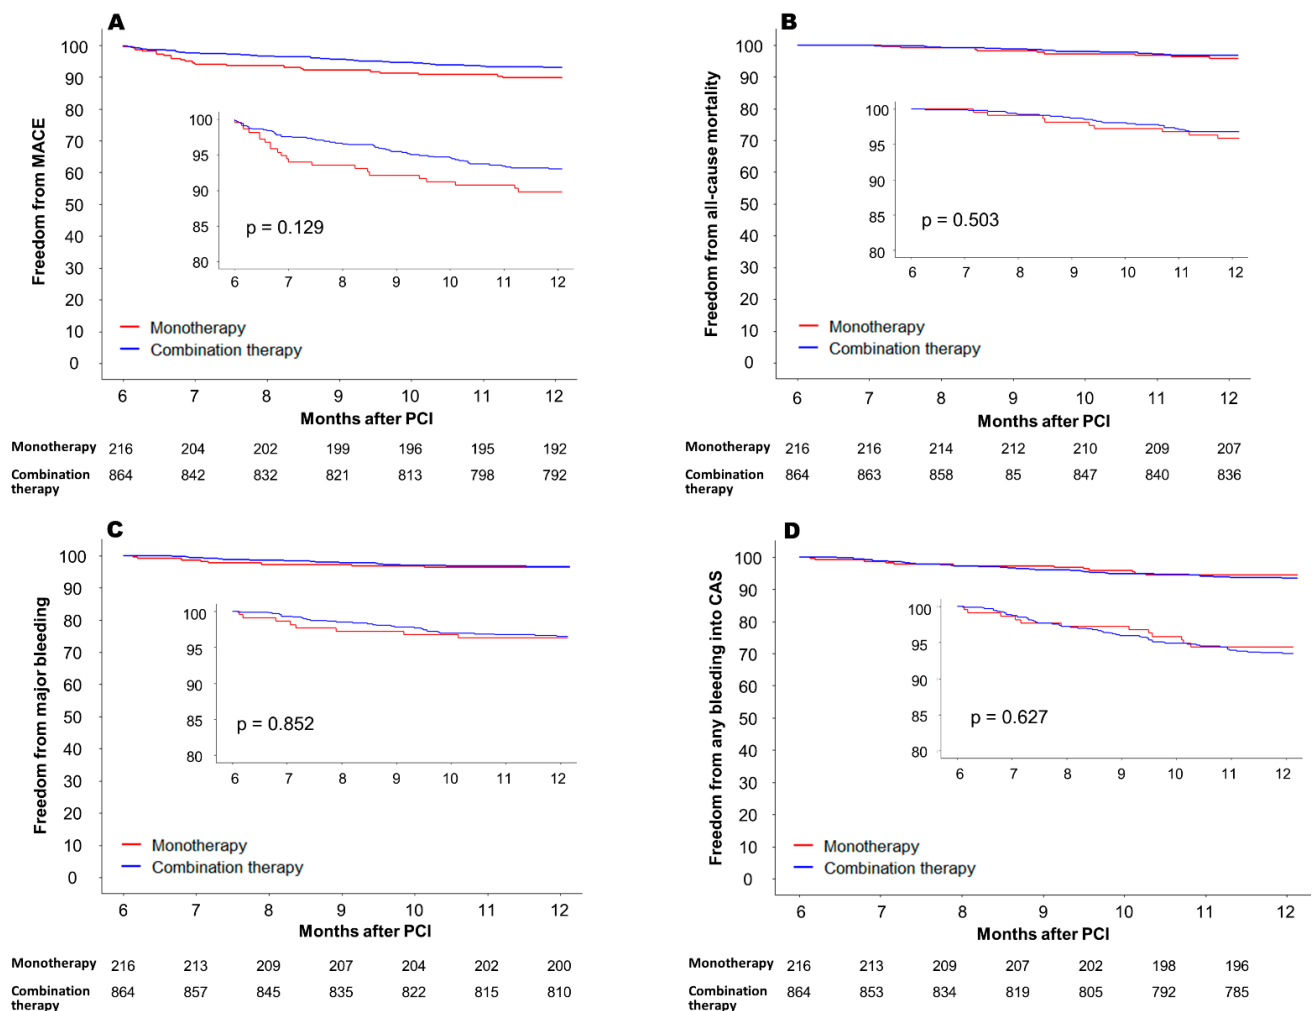 A
Freedom from MACE
100
90
80
70
60
50
40
30
20
10
0
100
95
90
85
80
p = 0.129
6 7 8 9 10 11 12
Monotherapy
Combination therapy
6 7 8 9 10 11 12
Months after PCI
Monotherapy 216 204 202 199 196 195 192
Combination 864 842 832 821 813 798 792
therapy
B
Freedom from all-cause mortality
100
90
80
70
60
50
40
30
20
10
0
100
95
90
85
80
p = 0.503
6 7 8 9 10 11 12
Monotherapy
Combination therapy
6 7 8 9 10 11 12
Months after PCI
Monotherapy 216 216 214 212 210 209 207
Combination 864 863 858 85 847 840 836
therapy
C
Freedom from major bleeding
100
90
80
70
60
50
40
30
20
10
0
100
95
90
85
80
p = 0.852
6 7 8 9 10 11 12
Monotherapy
Combination therapy
6 7 8 9 10 11 12
Months after PCI
Monotherapy 216 213 209 207 204 202 200
Combination 864 857 845 835 822 815 810
therapy
D
Freedom from any bleeding into CAS
100
90
80
70
60
50
40
30
20
10
0
100
95
90
85
80
p = 0.627
6 7 8 9 10 11 12
Monotherapy
Combination therapy
6 7 8 9 10 11 12
Months after PCI
Monotherapy 216 213 209 207 202 198 196
Combination 864 853 834 819 805 792 785
therapy